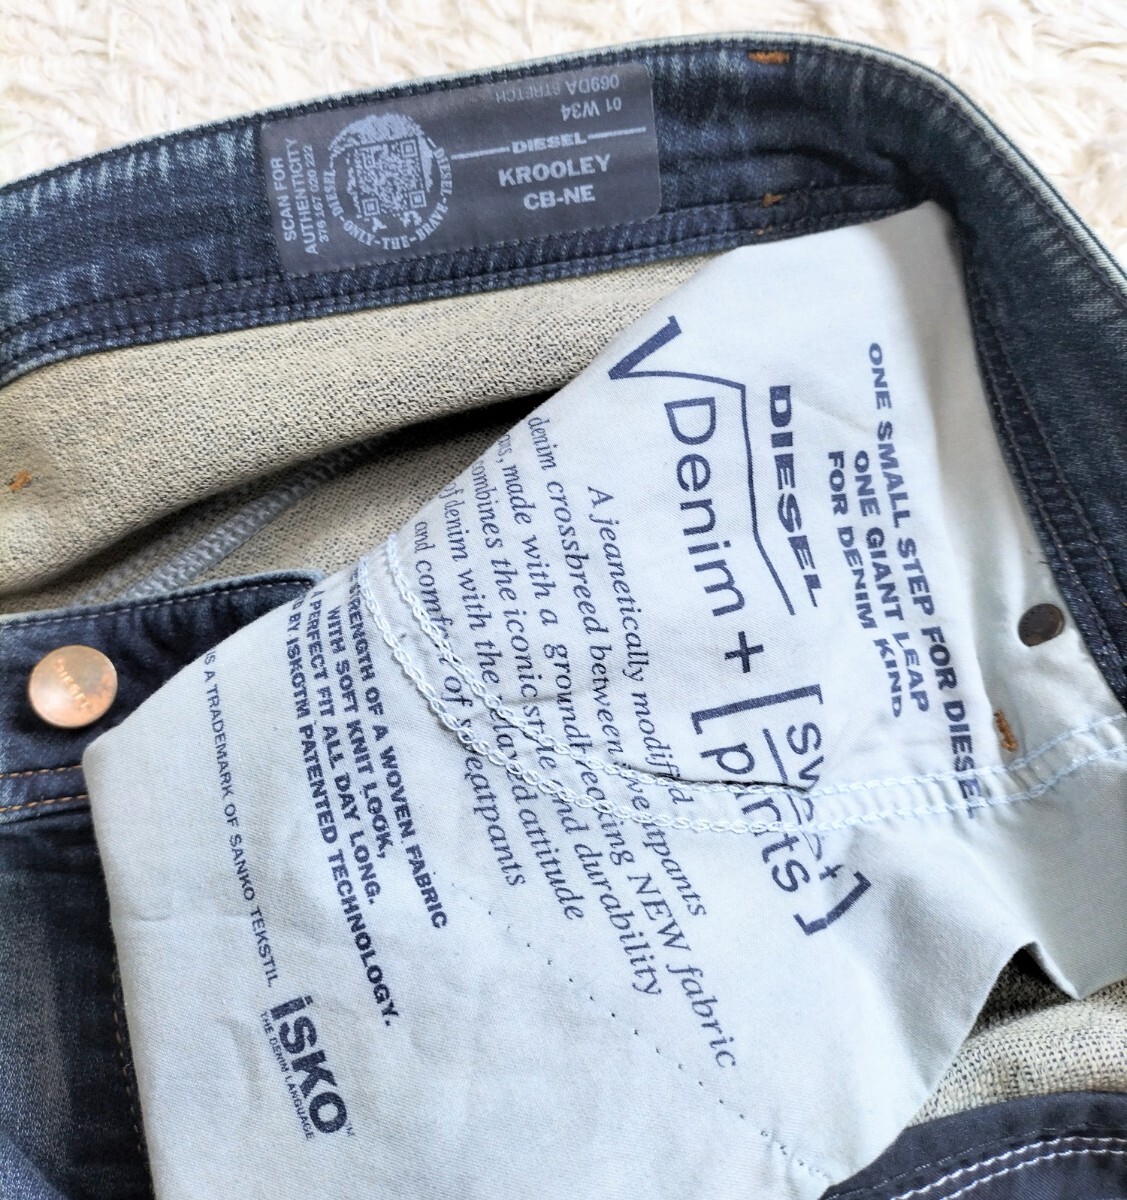 069DA STRETCH
01 W34
DIESEL
KROOLEY
CB-NE
SCAN FOR
AUTHENTICITY
DIESEL
ONLY-THE-BRAVE
ONE SMALL STEP FOR DIESEL
ONE GIANT LEAP
FOR DENIM KIND
DIESEL
√Denim + [sweat pants]
A jeanetically modified
denim crossbreed between sweatpants
made with a groundbreaking NEW fabric
combines the iconic style and durability
of denim with the relaxed attitude
and comfort of sweatpants
STRENGTH OF A WOVEN FABRIC
WITH SOFT KNIT LOOK,
A PERFECT FIT ALL DAY LONG.
BY ISKOTM PATENTED TECHNOLOGY.
IS A TRADEMARK OF SANKO TEKSTIL
ISKO™
THE DENIM LANGUAGE
DIESEL